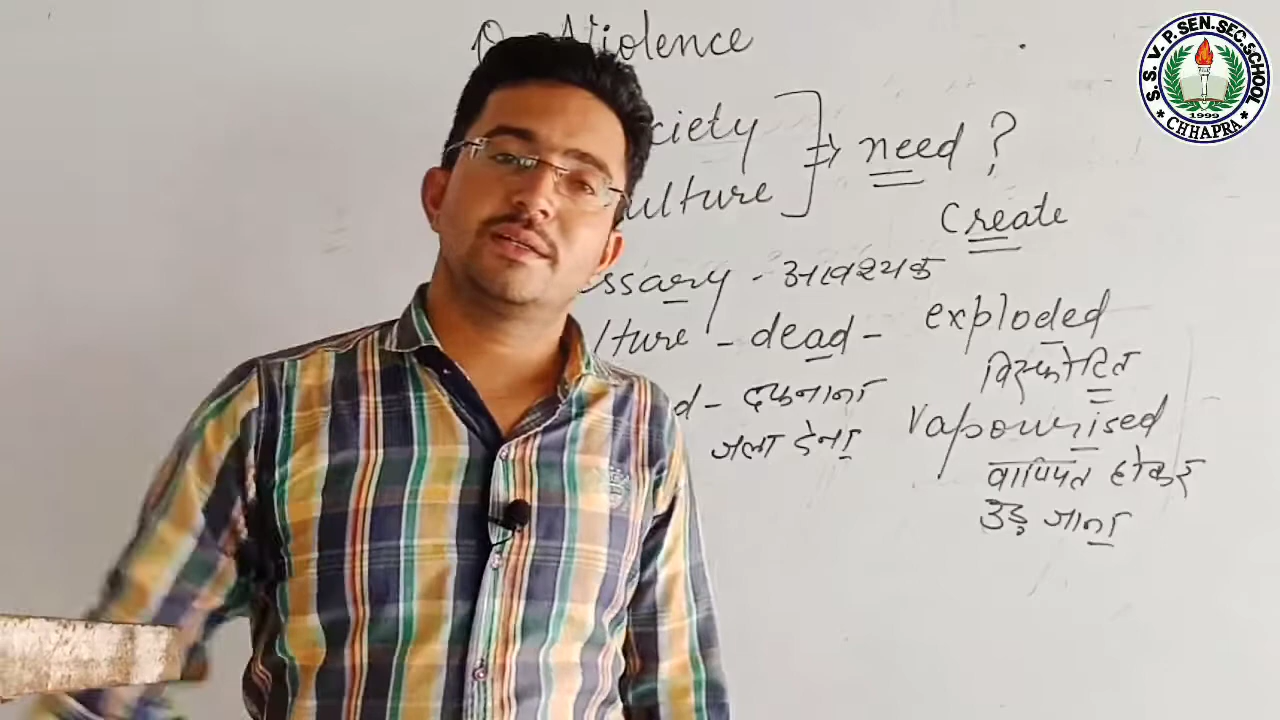 Violence
ciety
need ?
ulture
Create
ssary - आवश्यक
lture - dead - exploded
विस्फोटित
d - दफनाना
जला देना
vapourised
वाष्पित होकर
उड़ जाना
S. S. V. P. SEN. SEC. SCHOOL
1999
* CHHAPRA *